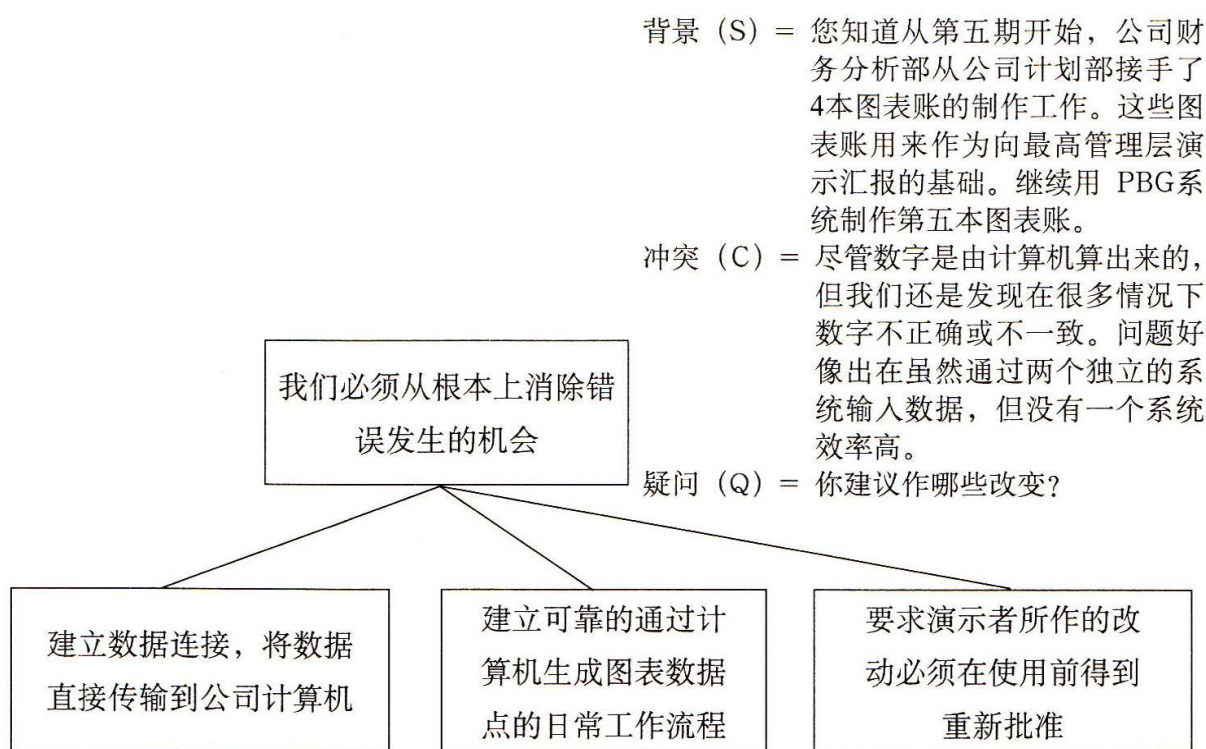 背景（S）＝ 您知道从第五期开始，公司财
务分析部从公司计划部接手了
4本图表账的制作工作。这些图
表账用来作为向最高管理层演
示汇报的基础。继续用 PBG系
统制作第五本图表账。
冲突（C）＝ 尽管数字是由计算机算出来的，
但我们还是发现在很多情况下
数字不正确或不一致。问题好
像出在虽然通过两个独立的系
统输入数据，但没有一个系统
效率高。
疑问（Q）＝ 你建议作哪些改变？
我们必须从根本上消除错
误发生的机会
建立数据连接，将数据
直接传输到公司计算机
建立可靠的通过计
算机生成图表数据
点的日常工作流程
要求演示者所作的改
动必须在使用前得到
重新批准